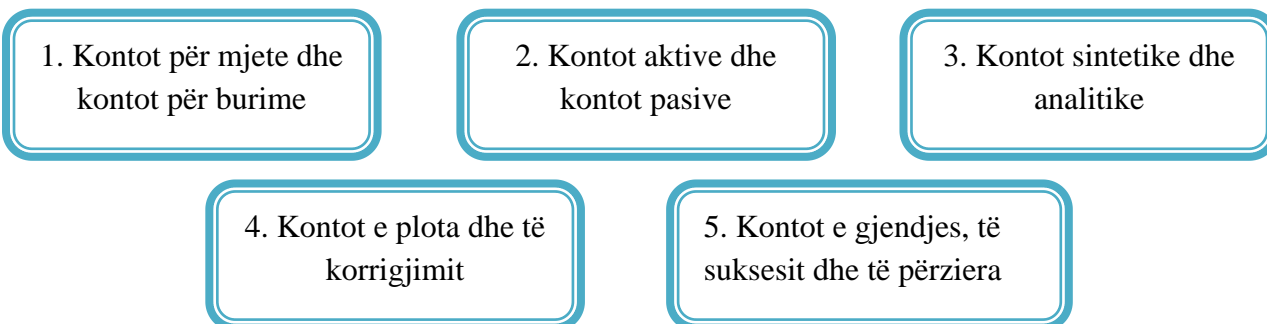 1. Kontot për mjete dhe
kontot për burime
2. Kontot aktive dhe
kontot pasive
3. Kontot sintetike dhe
analitike
4. Kontot e plota dhe të
korrigjimit
5. Kontot e gjendjes, të
suksesit dhe të përziera